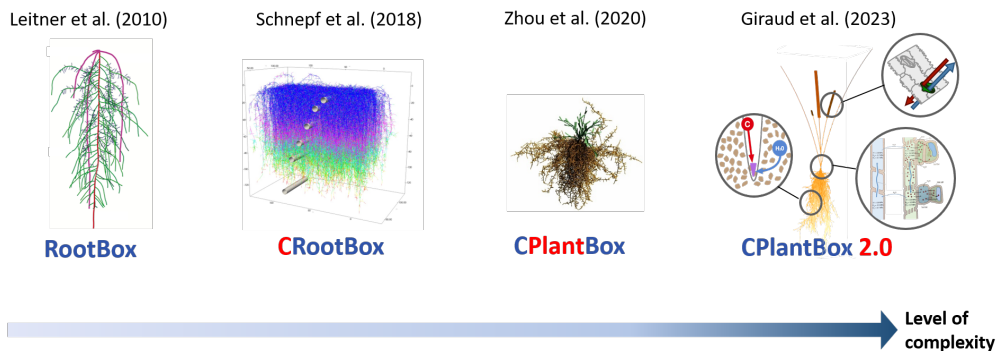 Leitner et al. (2010)
Schnepf et al. (2018)
Zhou et al. (2020)
Giraud et al. (2023)
C
H₂O
RootBox
CRootBox
CPlantBox
CPlantBox 2.0
Level of
complexity